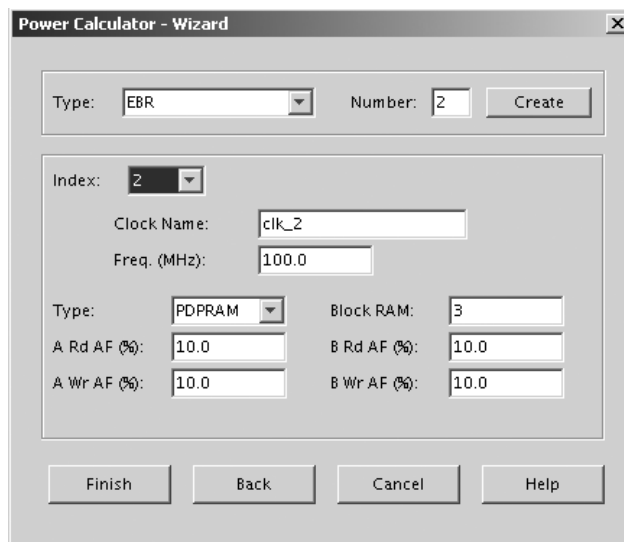 Power Calculator - Wizard
Type: EBR Number: 2 Create
Index: 2
Clock Name: clk_2
Freq. (MHz): 100.0
Type: PDPRAM Block RAM: 3
A Rd AF (%): 10.0 B Rd AF (%): 10.0
A Wr AF (%): 10.0 B Wr AF (%): 10.0
Finish Back Cancel Help